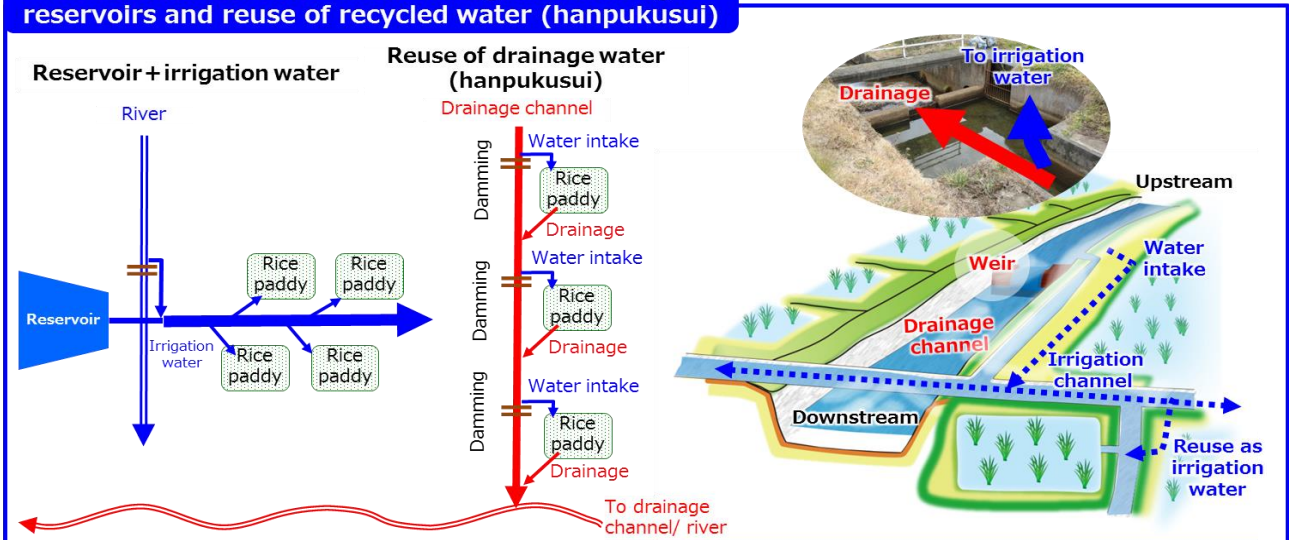 reservoirs and reuse of recycled water (hanpukusui)
Reservoir+irrigation water
River
Reservoir
Irrigation
water
Rice
paddy
Rice
paddy
Rice
paddy
Rice
paddy
Reuse of drainage water
(hanpukusui)
Drainage channel
Damming
Water intake
Rice
paddy
Drainage
Damming
Water intake
Rice
paddy
Drainage
Damming
Water intake
Rice
paddy
Drainage
To drainage
channel/ river
To irrigation
water
Drainage
Upstream
Water
intake
Weir
Drainage
channel
Irrigation
channel
Downstream
Reuse as
irrigation
water